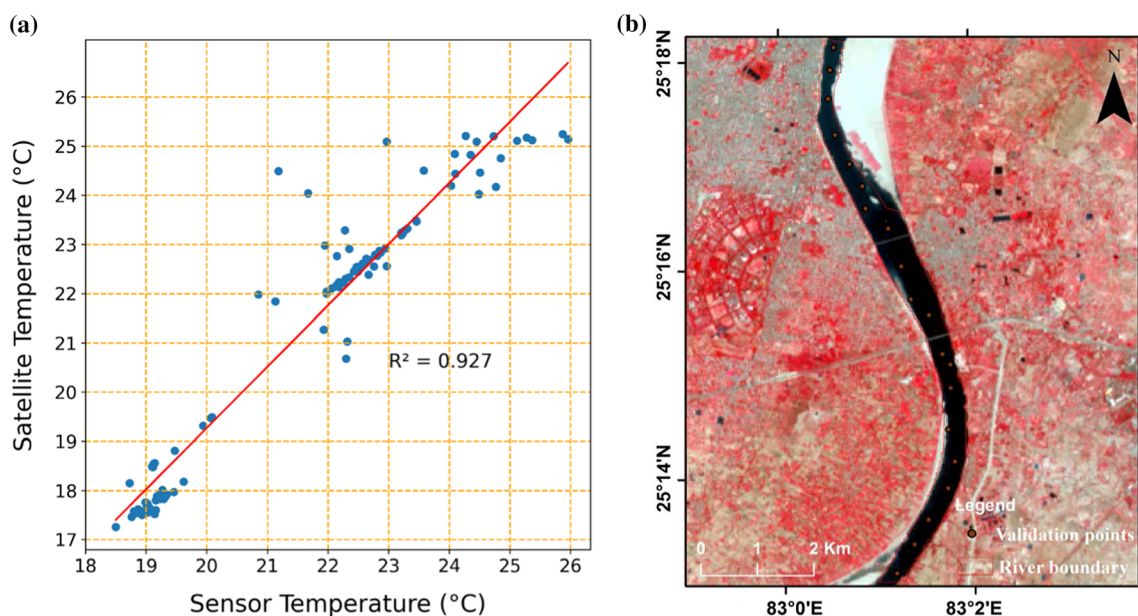 (a)
Satellite Temperature (°C)
26
25
24
23
22
21
20
19
18
17
R² = 0.927
18 19 20 21 22 23 24 25 26
Sensor Temperature (°C)
(b)
25°18'N
25°16'N
25°14'N
N
Legend
Validation points
River boundary
0 1 2 Km
83°0'E 83°2'E